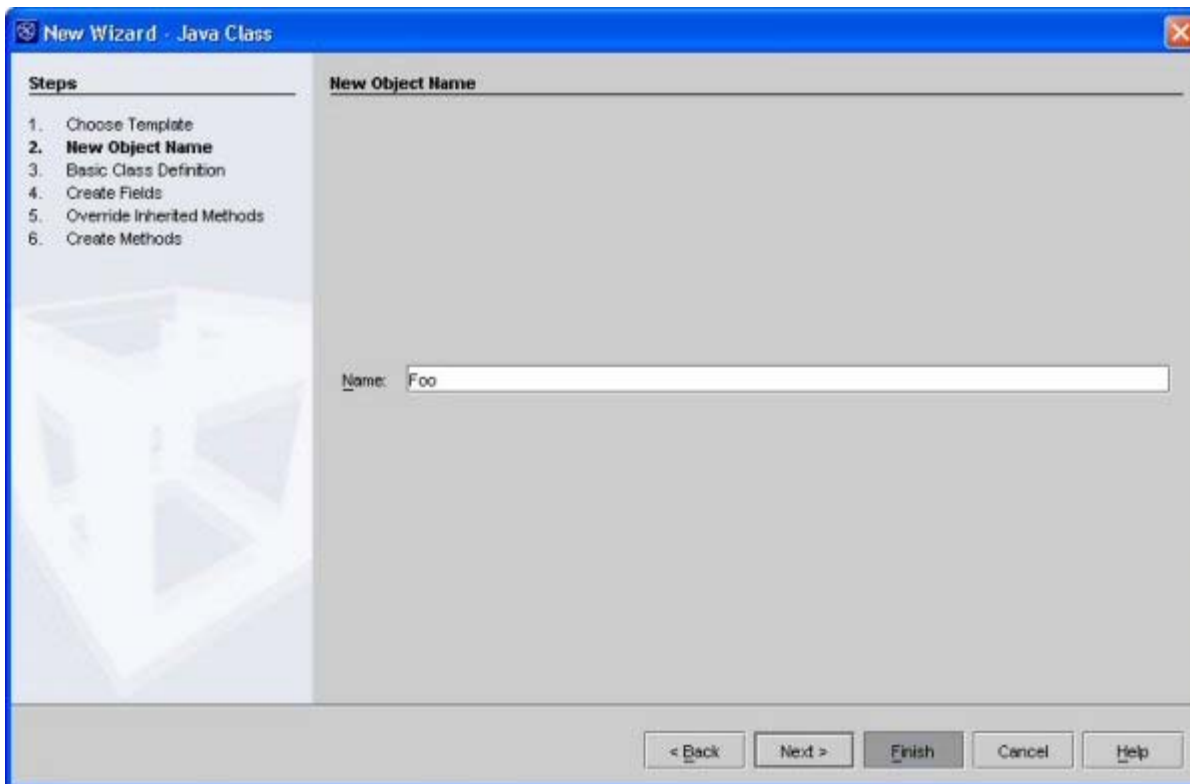 New Wizard - Java Class
Steps
1. Choose Template
2. New Object Name
3. Basic Class Definition
4. Create Fields
5. Override Inherited Methods
6. Create Methods
New Object Name
Name: Foo
< Back Next > Finish Cancel Help